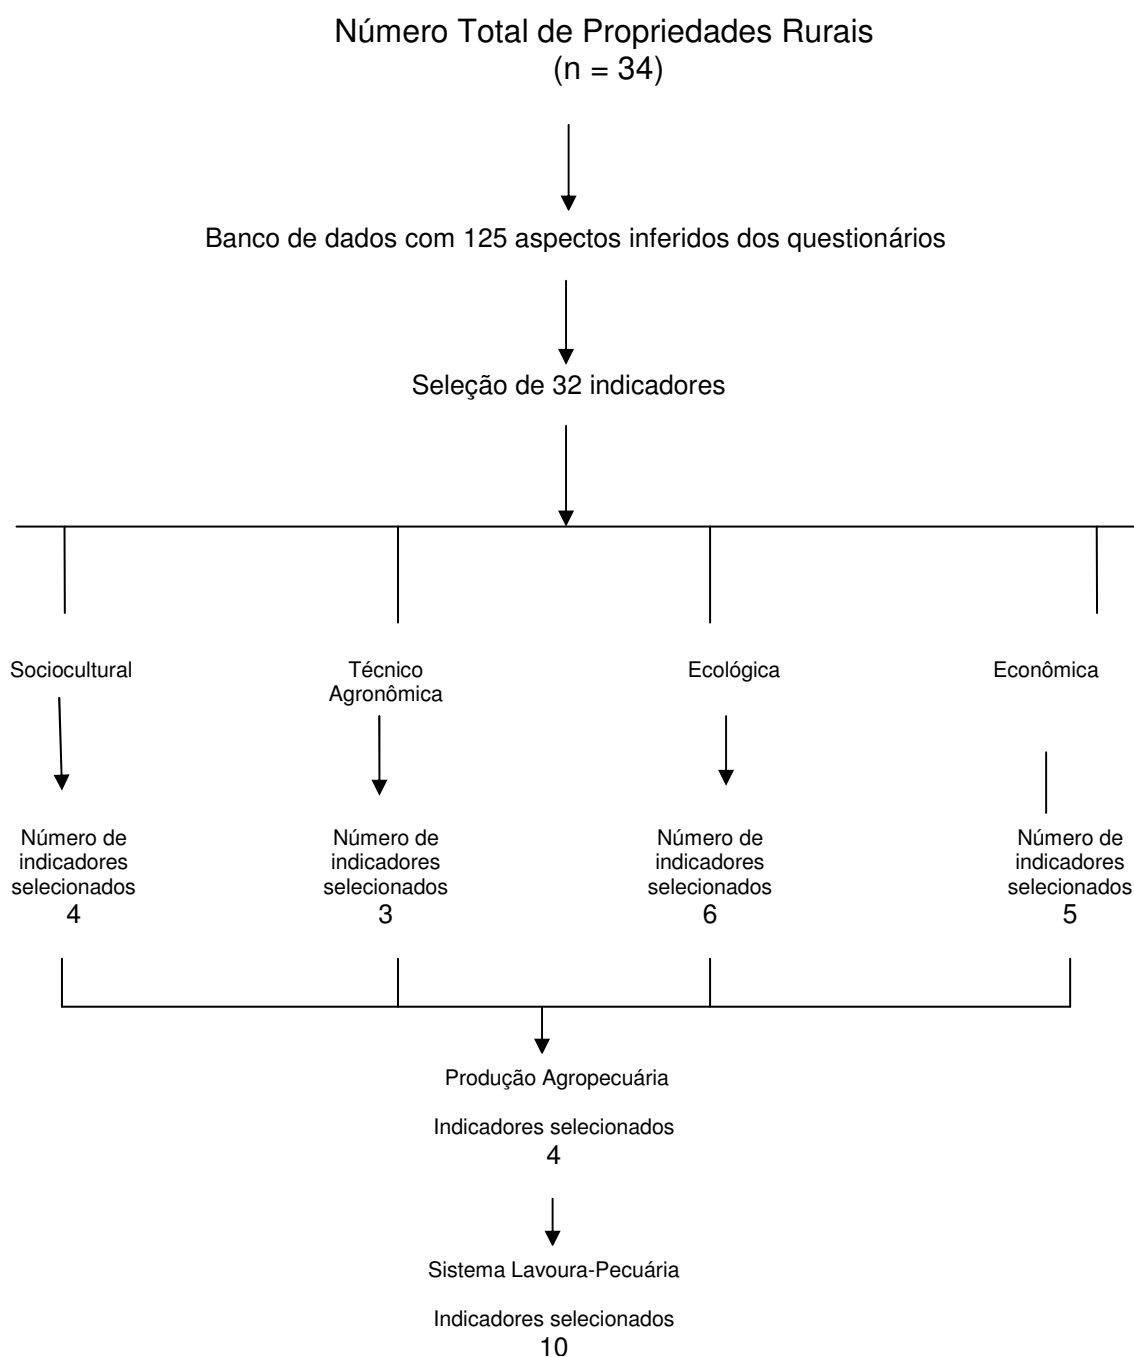 Número Total de Propriedades Rurais
(n = 34)
Banco de dados com 125 aspectos inferidos dos questionários
Seleção de 32 indicadores
Sociocultural
Técnico
Agronômica
Ecológica
Econômica
Número de
indicadores
selecionados
4
Número de
indicadores
selecionados
3
Número de
indicadores
selecionados
6
Número de
indicadores
selecionados
5
Produção Agropecuária
Indicadores selecionados
4
Sistema Lavoura-Pecuária
Indicadores selecionados
10